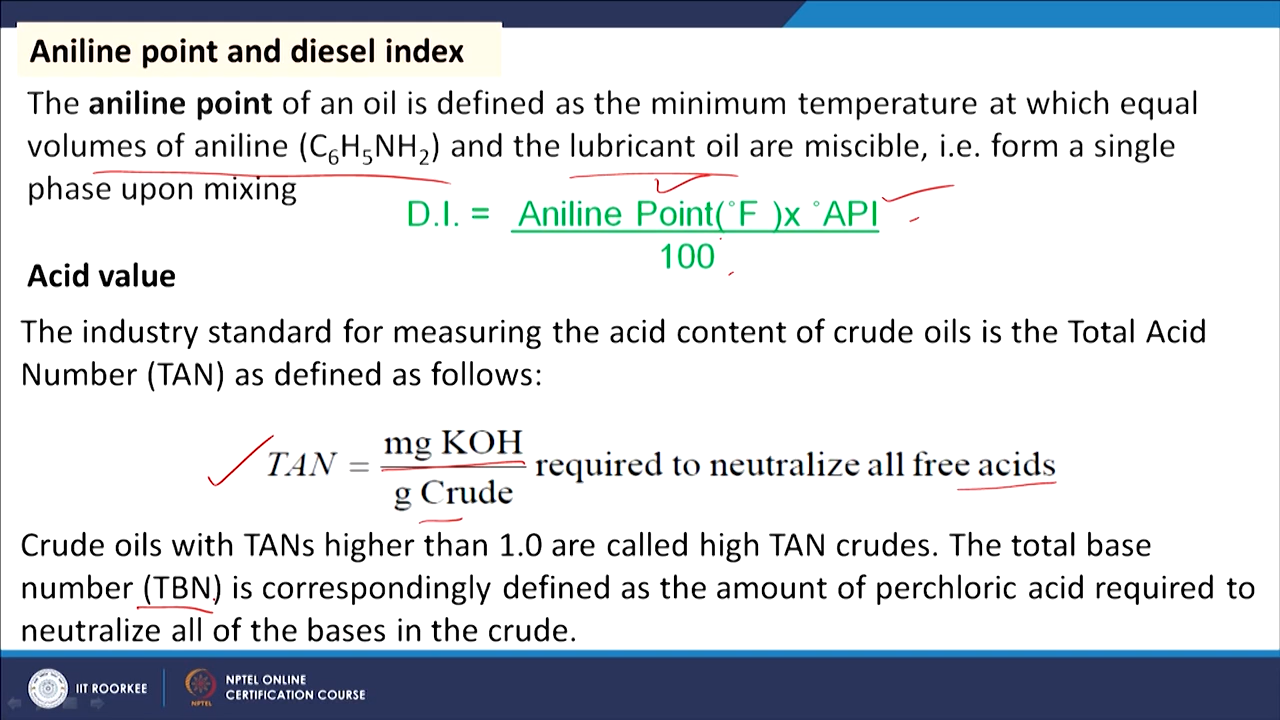 Aniline point and diesel index
The aniline point of an oil is defined as the minimum temperature at which equal
volumes of aniline (C₆H₅NH₂) and the lubricant oil are miscible, i.e. form a single
phase upon mixing
D.I. = Aniline Point(°F )x °API
100
Acid value
The industry standard for measuring the acid content of crude oils is the Total Acid
Number (TAN) as defined as follows:
TAN = mg KOH / g Crude required to neutralize all free acids
Crude oils with TANs higher than 1.0 are called high TAN crudes. The total base
number (TBN) is correspondingly defined as the amount of perchloric acid required to
neutralize all of the bases in the crude.
IIT ROORKEE
NPTEL
NPTEL ONLINE
CERTIFICATION COURSE